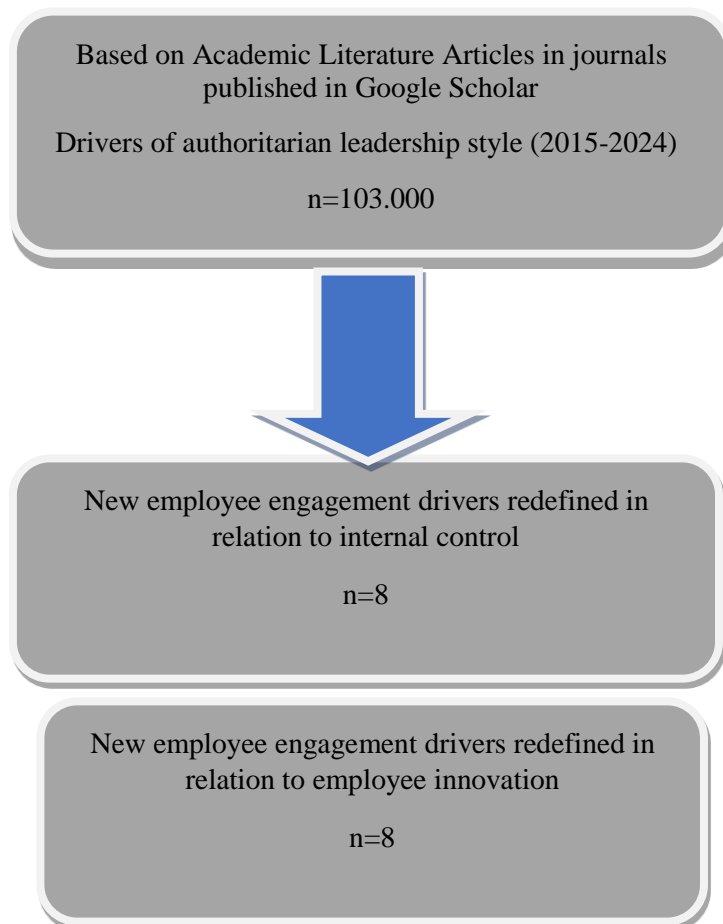 Based on Academic Literature Articles in journals
published in Google Scholar
Drivers of authoritarian leadership style (2015-2024)
n=103.000
New employee engagement drivers redefined in
relation to internal control
n=8
New employee engagement drivers redefined in
relation to employee innovation
n=8